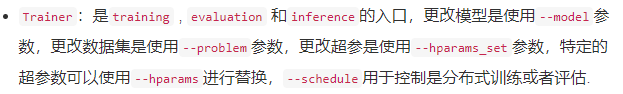 • Trainer：是 training , evaluation 和 inference 的入口，更改模型是使用 --model 参
数，更改数据集是使用 --problem 参数，更改超参是使用 --hparams_set 参数，特定的
超参数可以使用 --hparams 进行替换， --schedule 用于控制是分布式训练或者评估.